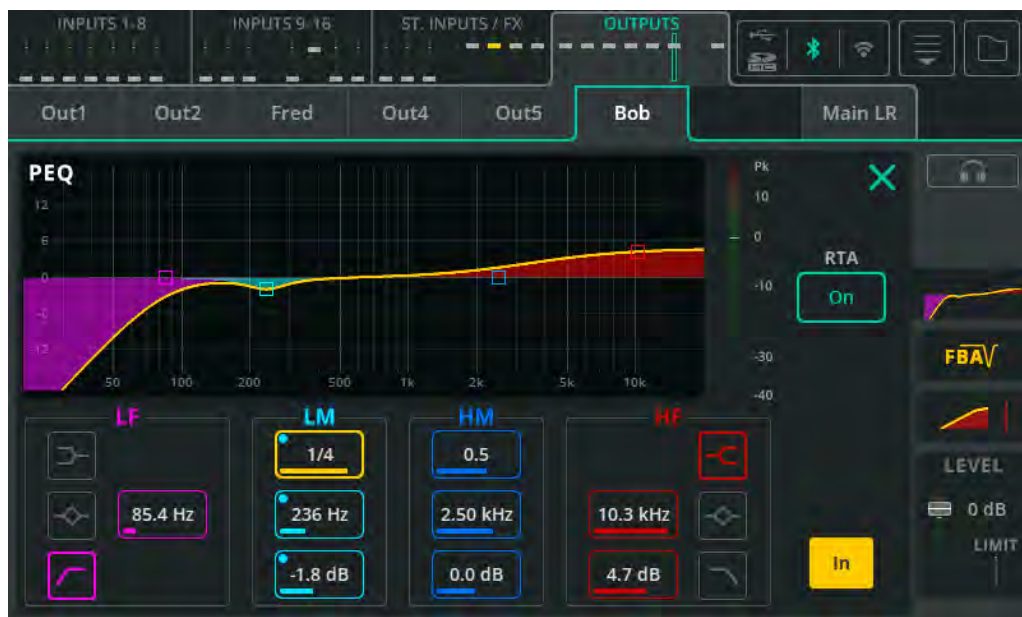 INPUTS 1-8 INPUTS 9-16 ST. INPUTS / FX OUTPUTS
Out1 Out2 Fred Out4 Out5 Bob Main LR
PEQ
Pk
12
10
6
0
0
-6
-10
-12
-30
50 100 200 500 1k 2k 5k 10k
-40
RTA
On
FBA
LF LM HM HF
1/4 0.5
85.4 Hz 236 Hz 2.50 kHz 10.3 kHz
-1.8 dB 0.0 dB 4.7 dB
In
LEVEL
0 dB
LIMIT